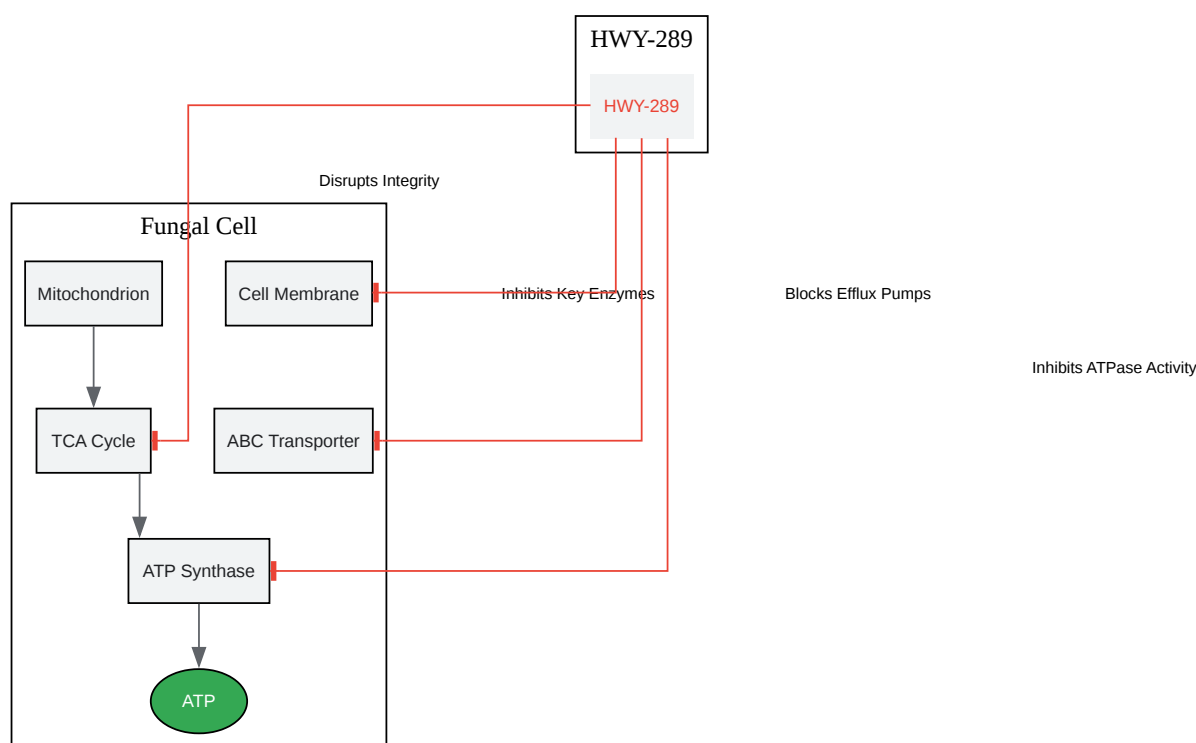 HWY-289
HWY-289
Disrupts Integrity
Fungal Cell
Mitochondrion
Cell Membrane
Inhibits Key Enzymes
Blocks Efflux Pumps
Inhibits ATPase Activity
TCA Cycle
ABC Transporter
ATP Synthase
ATP